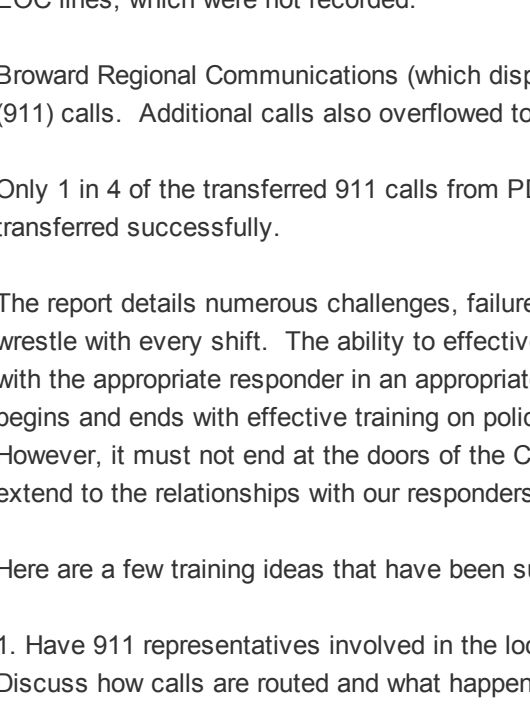 EOC lines, which were not recorded.
Broward Regional Communications (which disp
(911) calls. Additional calls also overflowed to
Only 1 in 4 of the transferred 911 calls from PD
transferred successfully.
The report details numerous challenges, failure
wrestle with every shift. The ability to effective
with the appropriate responder in an appropriate
begins and ends with effective training on polic
However, it must not end at the doors of the C
extend to the relationships with our responders
Here are a few training ideas that have been su
1. Have 911 representatives involved in the loc
Discuss how calls are routed and what happen